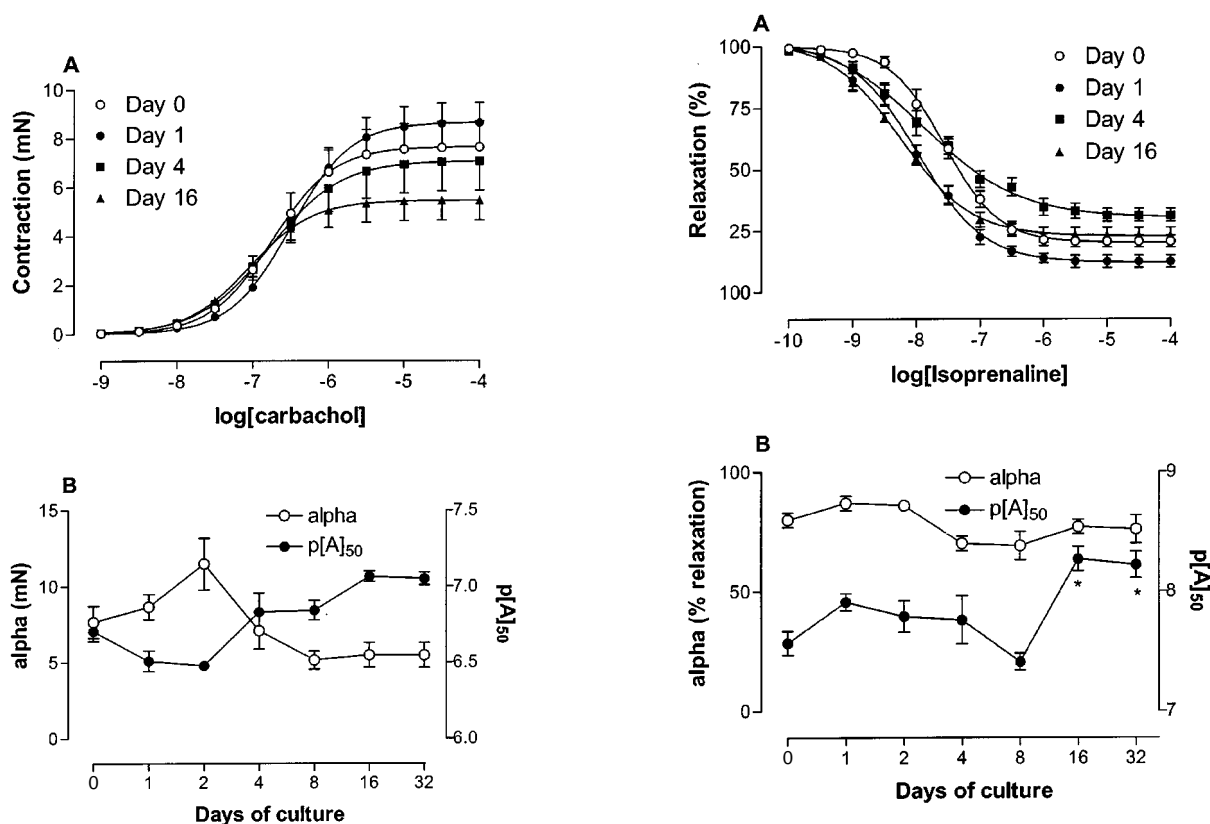 A
10
8
6
4
2
0
Contraction (mN)
Day 0
Day 1
Day 4
Day 16
-9 -8 -7 -6 -5 -4
log[carbachol]
A
100
75
50
25
100
Relaxation (%)
Day 0
Day 1
Day 4
Day 16
-10 -9 -8 -7 -6 -5 -4
log[Isoprenaline]
B
15
10
5
0
alpha (mN)
alpha
p[A]50
7.5
7.0
6.5
6.0
p[A]50
0 1 2 4 8 16 32
Days of culture
B
100
50
0
alpha (% relaxation)
alpha
p[A]50
* *
9
8
7
p[A]50
0 1 2 4 8 16 32
Days of culture